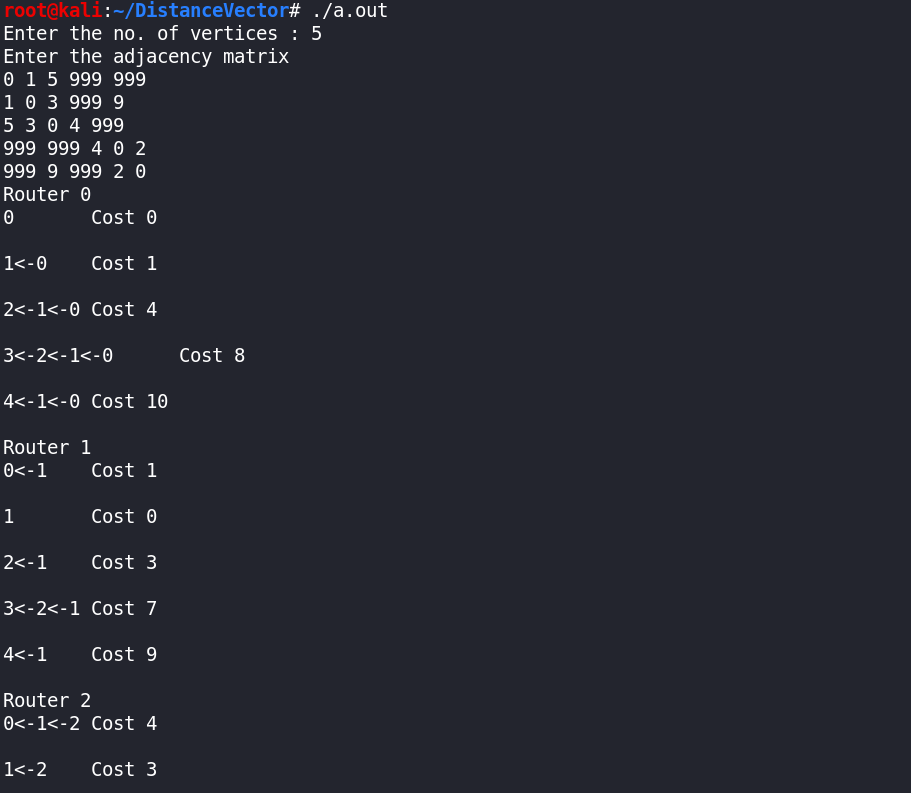 root@kali:~/DistanceVector# ./a.out
Enter the no. of vertices : 5
Enter the adjacency matrix
0 1 5 999 999
1 0 3 999 9
5 3 0 4 999
999 999 4 0 2
999 9 999 2 0
Router 0
0       Cost 0
1<-0    Cost 1
2<-1<-0 Cost 4
3<-2<-1<-0      Cost 8
4<-1<-0 Cost 10
Router 1
0<-1    Cost 1
1       Cost 0
2<-1    Cost 3
3<-2<-1 Cost 7
4<-1    Cost 9
Router 2
0<-1<-2 Cost 4
1<-2    Cost 3